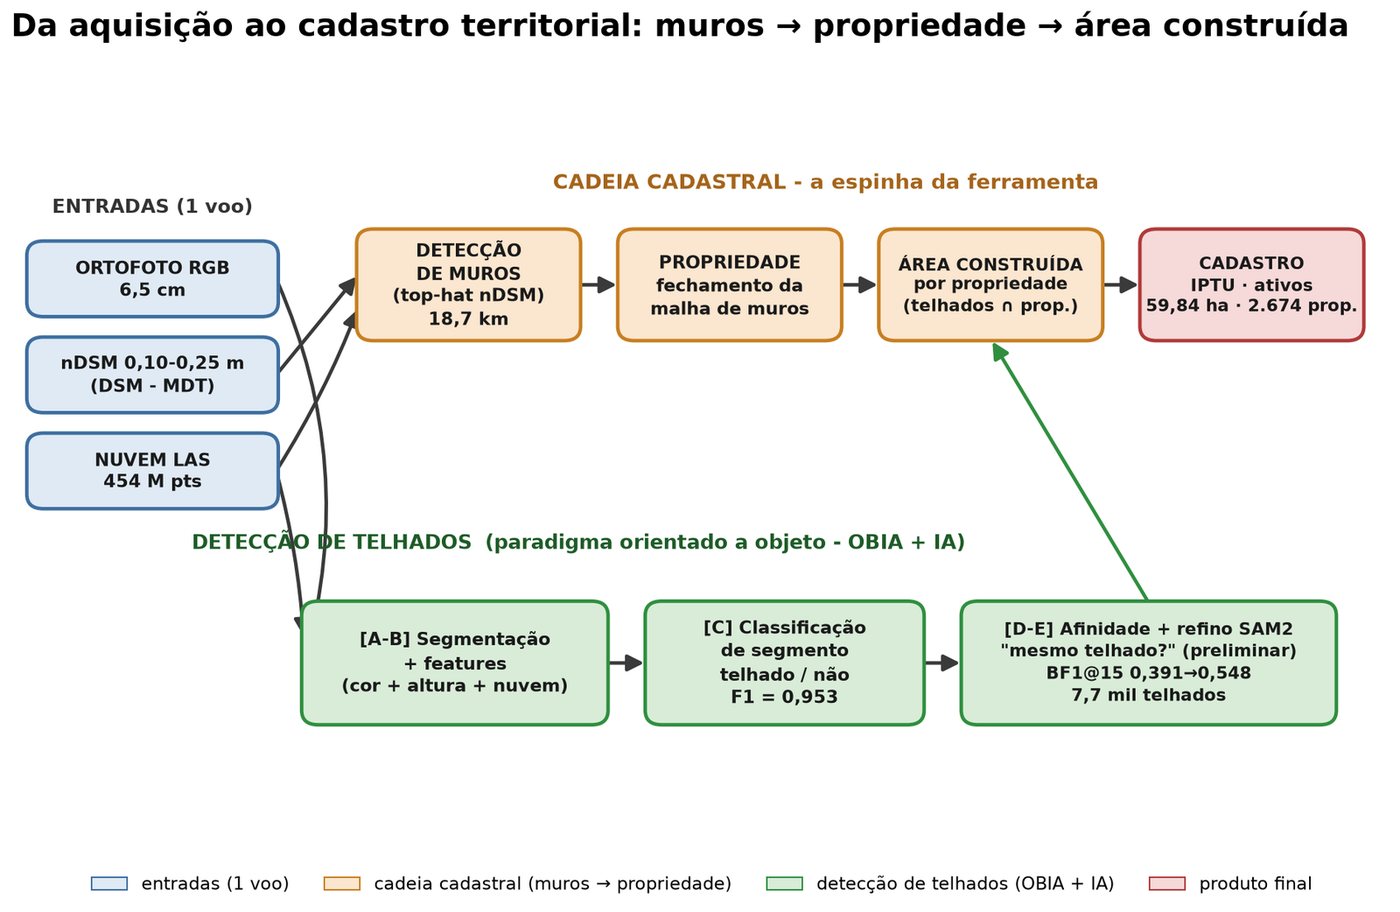 Da aquisição ao cadastro territorial: muros → propriedade → área construída
CADEIA CADASTRAL - a espinha da ferramenta
ENTRADAS (1 voo)
ORTOFOTO RGB
6,5 cm
nDSM 0,10-0,25 m
(DSM - MDT)
NUVEM LAS
454 M pts
DETECÇÃO
DE MUROS
(top-hat nDSM)
18,7 km
PROPRIEDADE
fechamento da
malha de muros
ÁREA CONSTRUÍDA
por propriedade
(telhados ∩ prop.)
CADASTRO
IPTU · ativos
59,84 ha · 2.674 prop.
DETECÇÃO DE TELHADOS  (paradigma orientado a objeto - OBIA + IA)
[A-B] Segmentação
+ features
(cor + altura + nuvem)
[C] Classificação
de segmento
telhado / não
F1 = 0,953
[D-E] Afinidade + refino SAM2
"mesmo telhado?" (preliminar)
BF1@15 0,391→0,548
7,7 mil telhados
entradas (1 voo)
cadeia cadastral (muros → propriedade)
detecção de telhados (OBIA + IA)
produto final